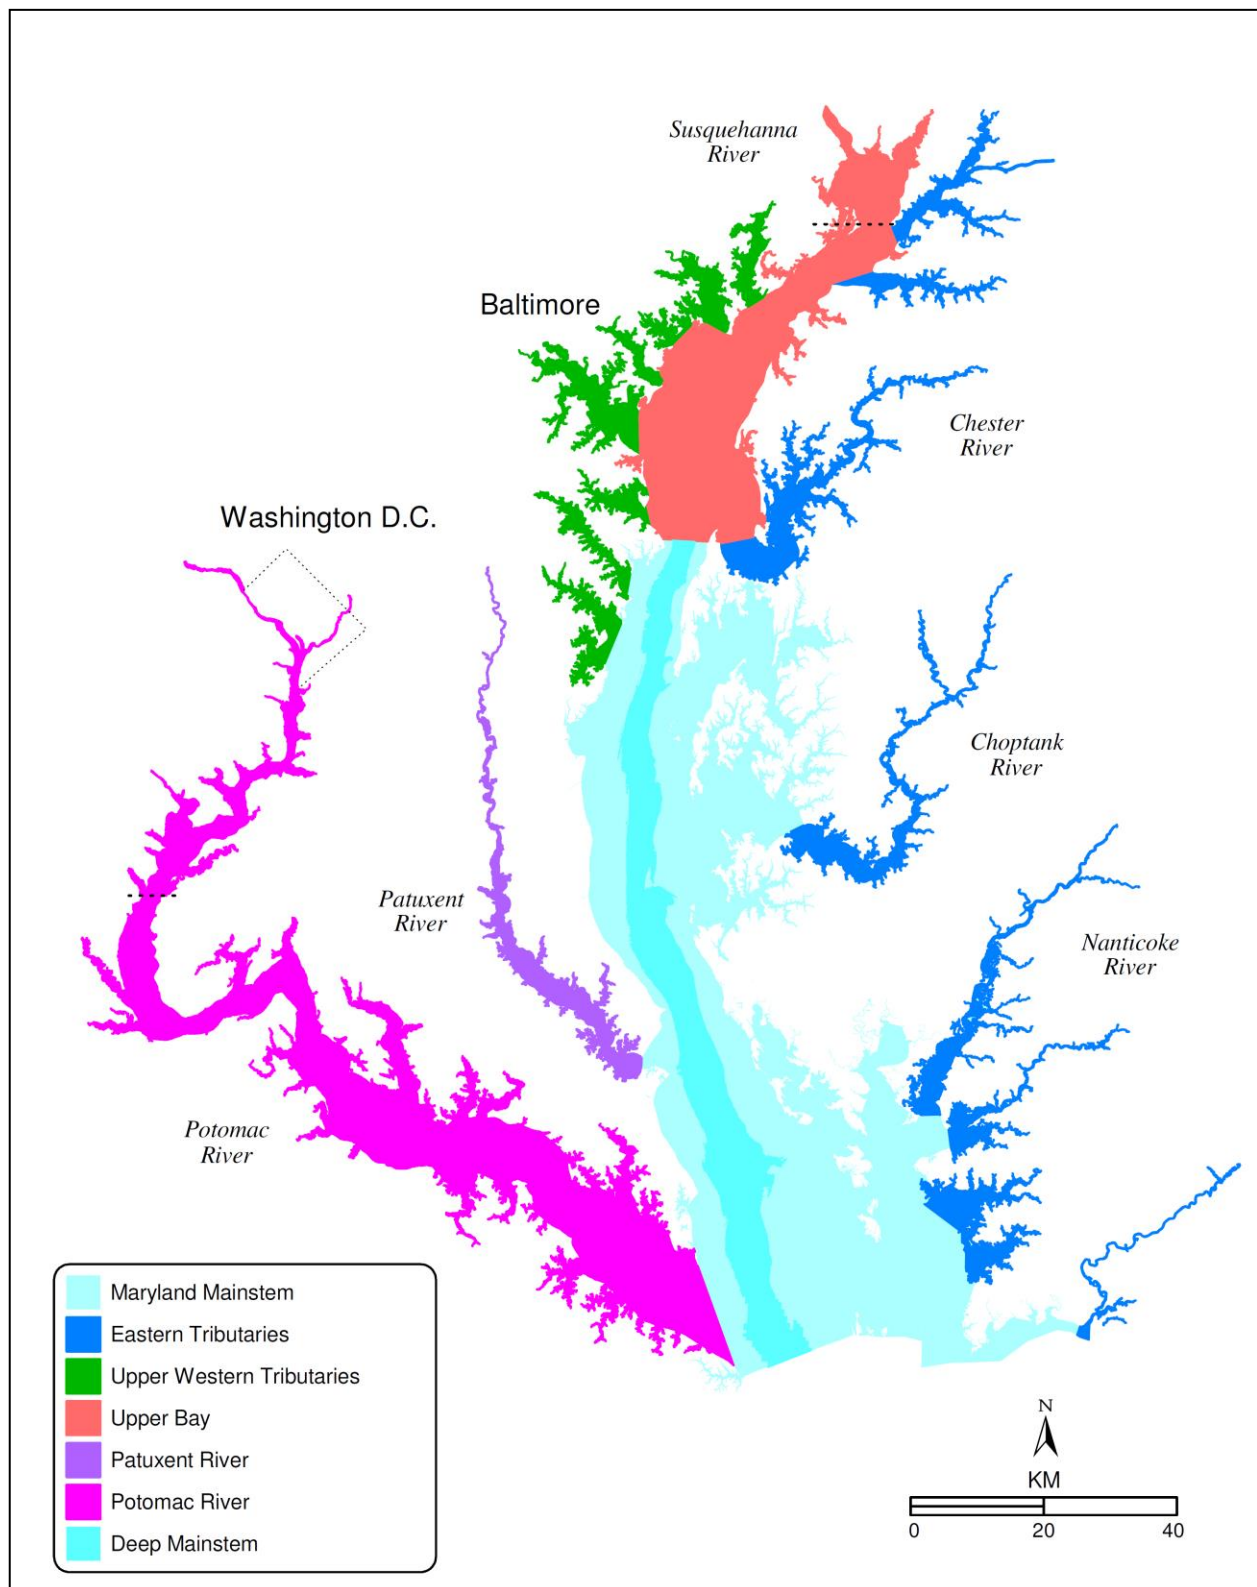 Susquehanna
River
Baltimore
Chester
River
Washington D.C.
Choptank
River
Patuxent
River
Nanticoke
River
Potomac
River
Maryland Mainstem
Eastern Tributaries
Upper Western Tributaries
Upper Bay
Patuxent River
Potomac River
Deep Mainstem
N
KM
0 20 40